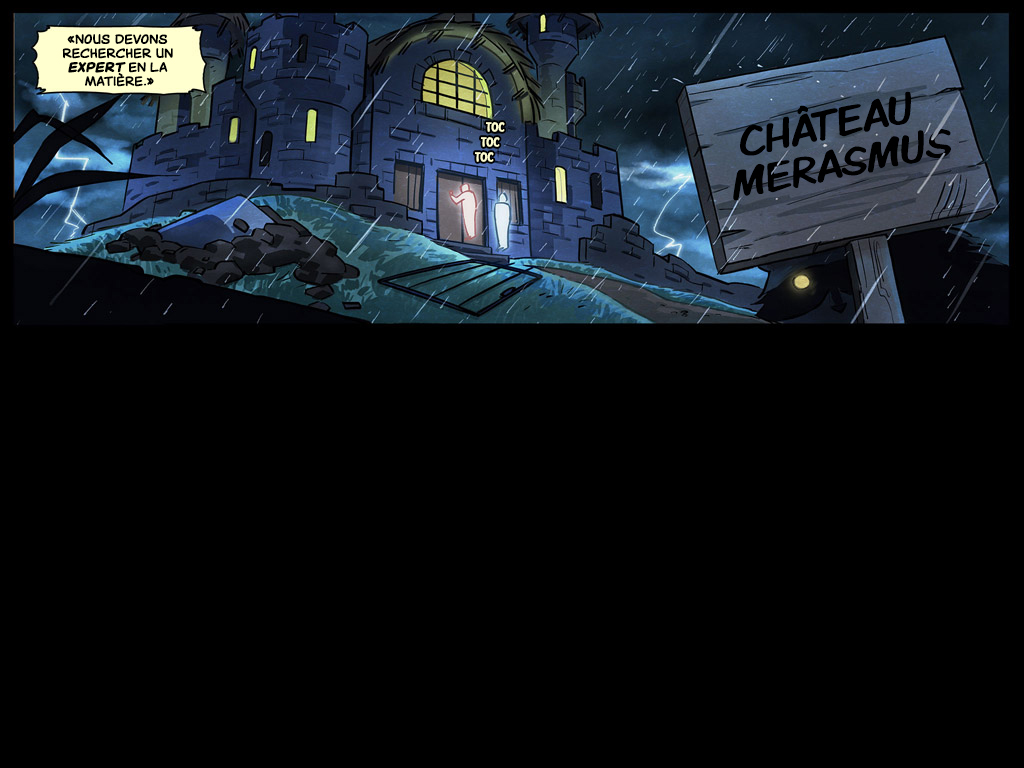 «NOUS DEVONS
RECHERCHER UN
EXPERT EN LA
MATIÈRE.»
TOC
TOC
TOC
CHÂTEAU
MERASMUS